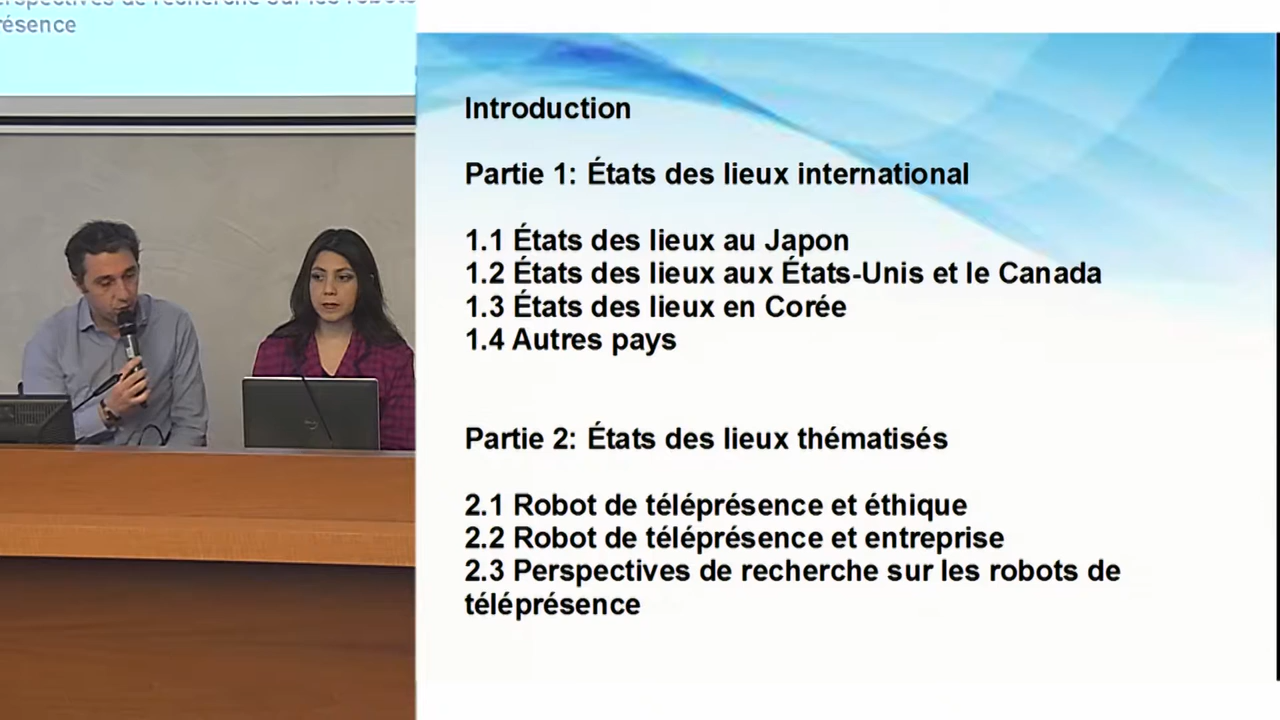 résence
Introduction
Partie 1: États des lieux international
1.1 États des lieux au Japon
1.2 États des lieux aux États-Unis et le Canada
1.3 États des lieux en Corée
1.4 Autres pays
Partie 2: États des lieux thématisés
2.1 Robot de téléprésence et éthique
2.2 Robot de téléprésence et entreprise
2.3 Perspectives de recherche sur les robots de
téléprésence